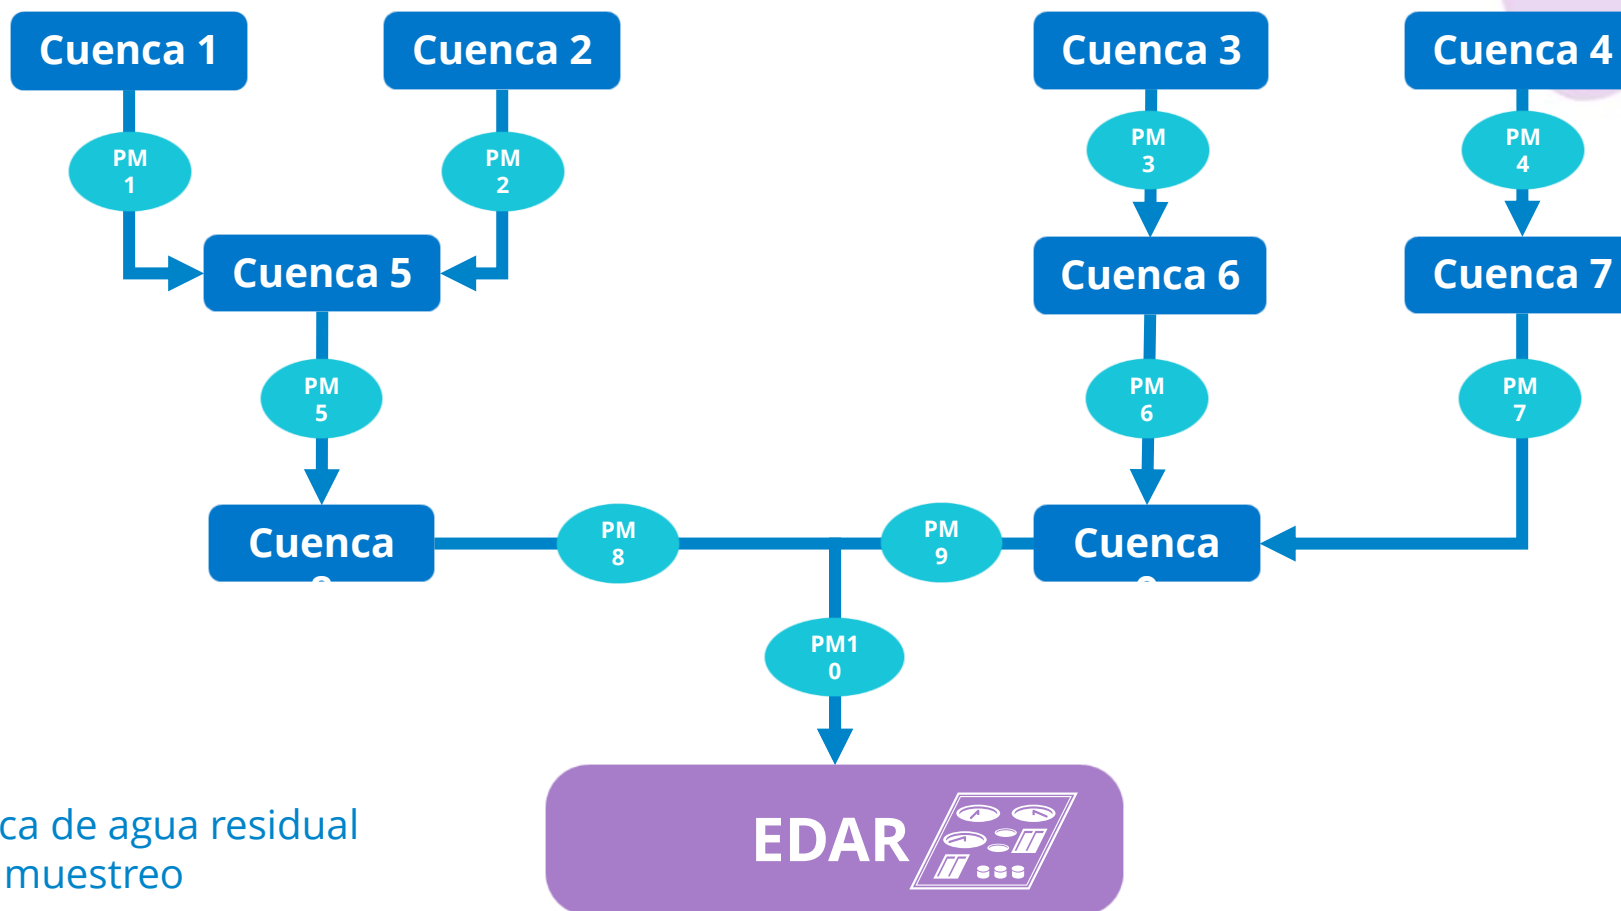 Cuenca 1
Cuenca 2
Cuenca 3
Cuenca 4
PM
1
PM
2
PM
3
PM
4
Cuenca 5
Cuenca 6
Cuenca 7
PM
5
PM
6
PM
7
Cuenca
PM
8
PM
9
Cuenca
PM1
0
EDAR
ca de agua residual
muestreo